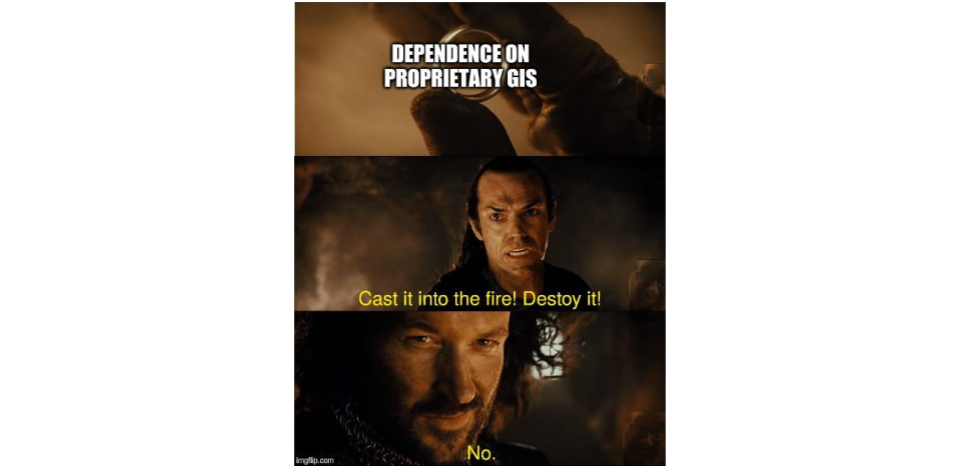 DEPENDENCE ON
PROPRIETARY GIS
Cast it into the fire! Destoy it!
No.
imgflip.com